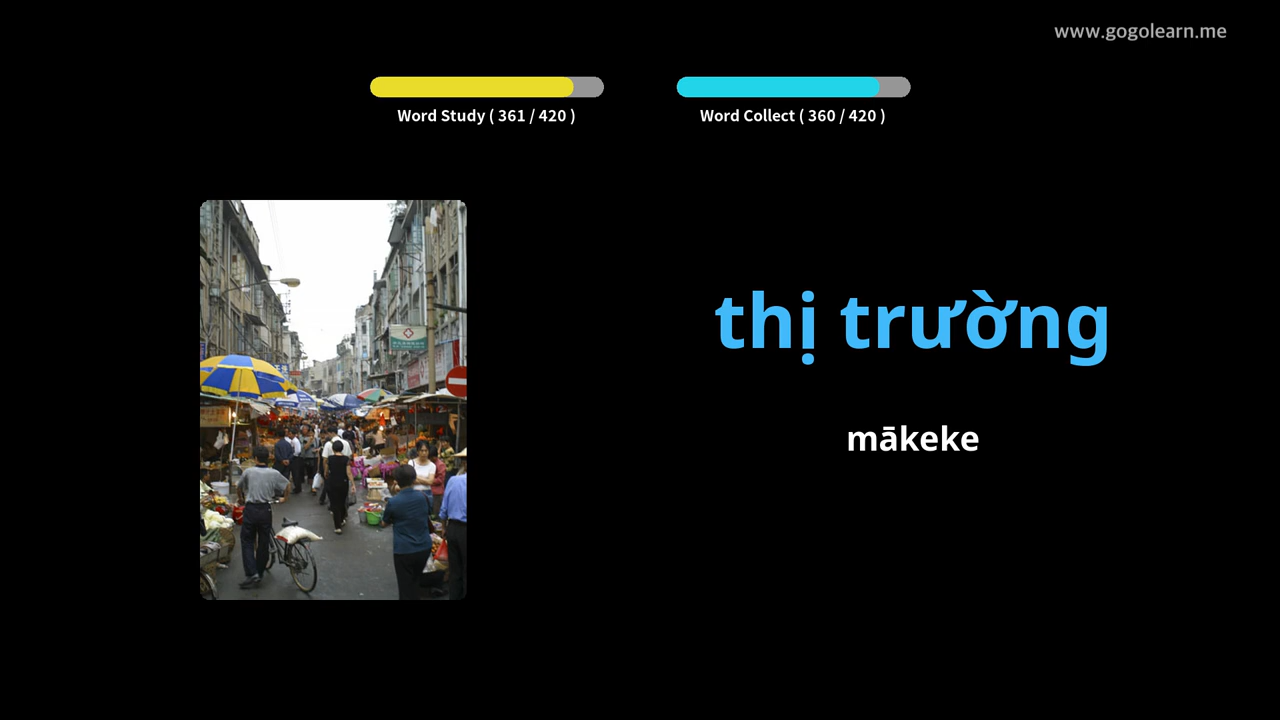 www.gogolearn.me
Word Study ( 361 / 420 )
Word Collect ( 360 / 420 )
thị trường
mākeke